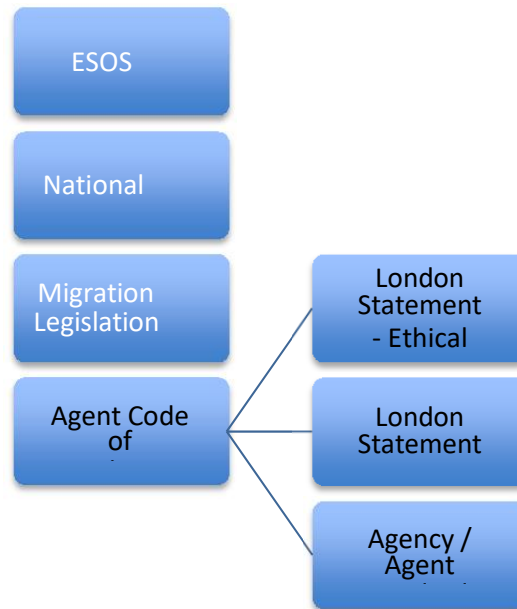 ESOS
National
Migration
Legislation
Agent Code
of
London
Statement
- Ethical
London
Statement
Agency /
Agent